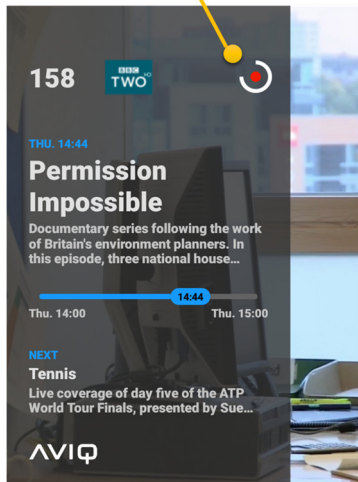 158
BBC
TWO HD
THU. 14:44
Permission
Impossible
Documentary series following the work
of Britain's environment planners. In
this episode, three national house...
14:44
Thu. 14:00 Thu. 15:00
NEXT
Tennis
Live coverage of day five of the ATP
World Tour Finals, presented by Sue...
AVIQ